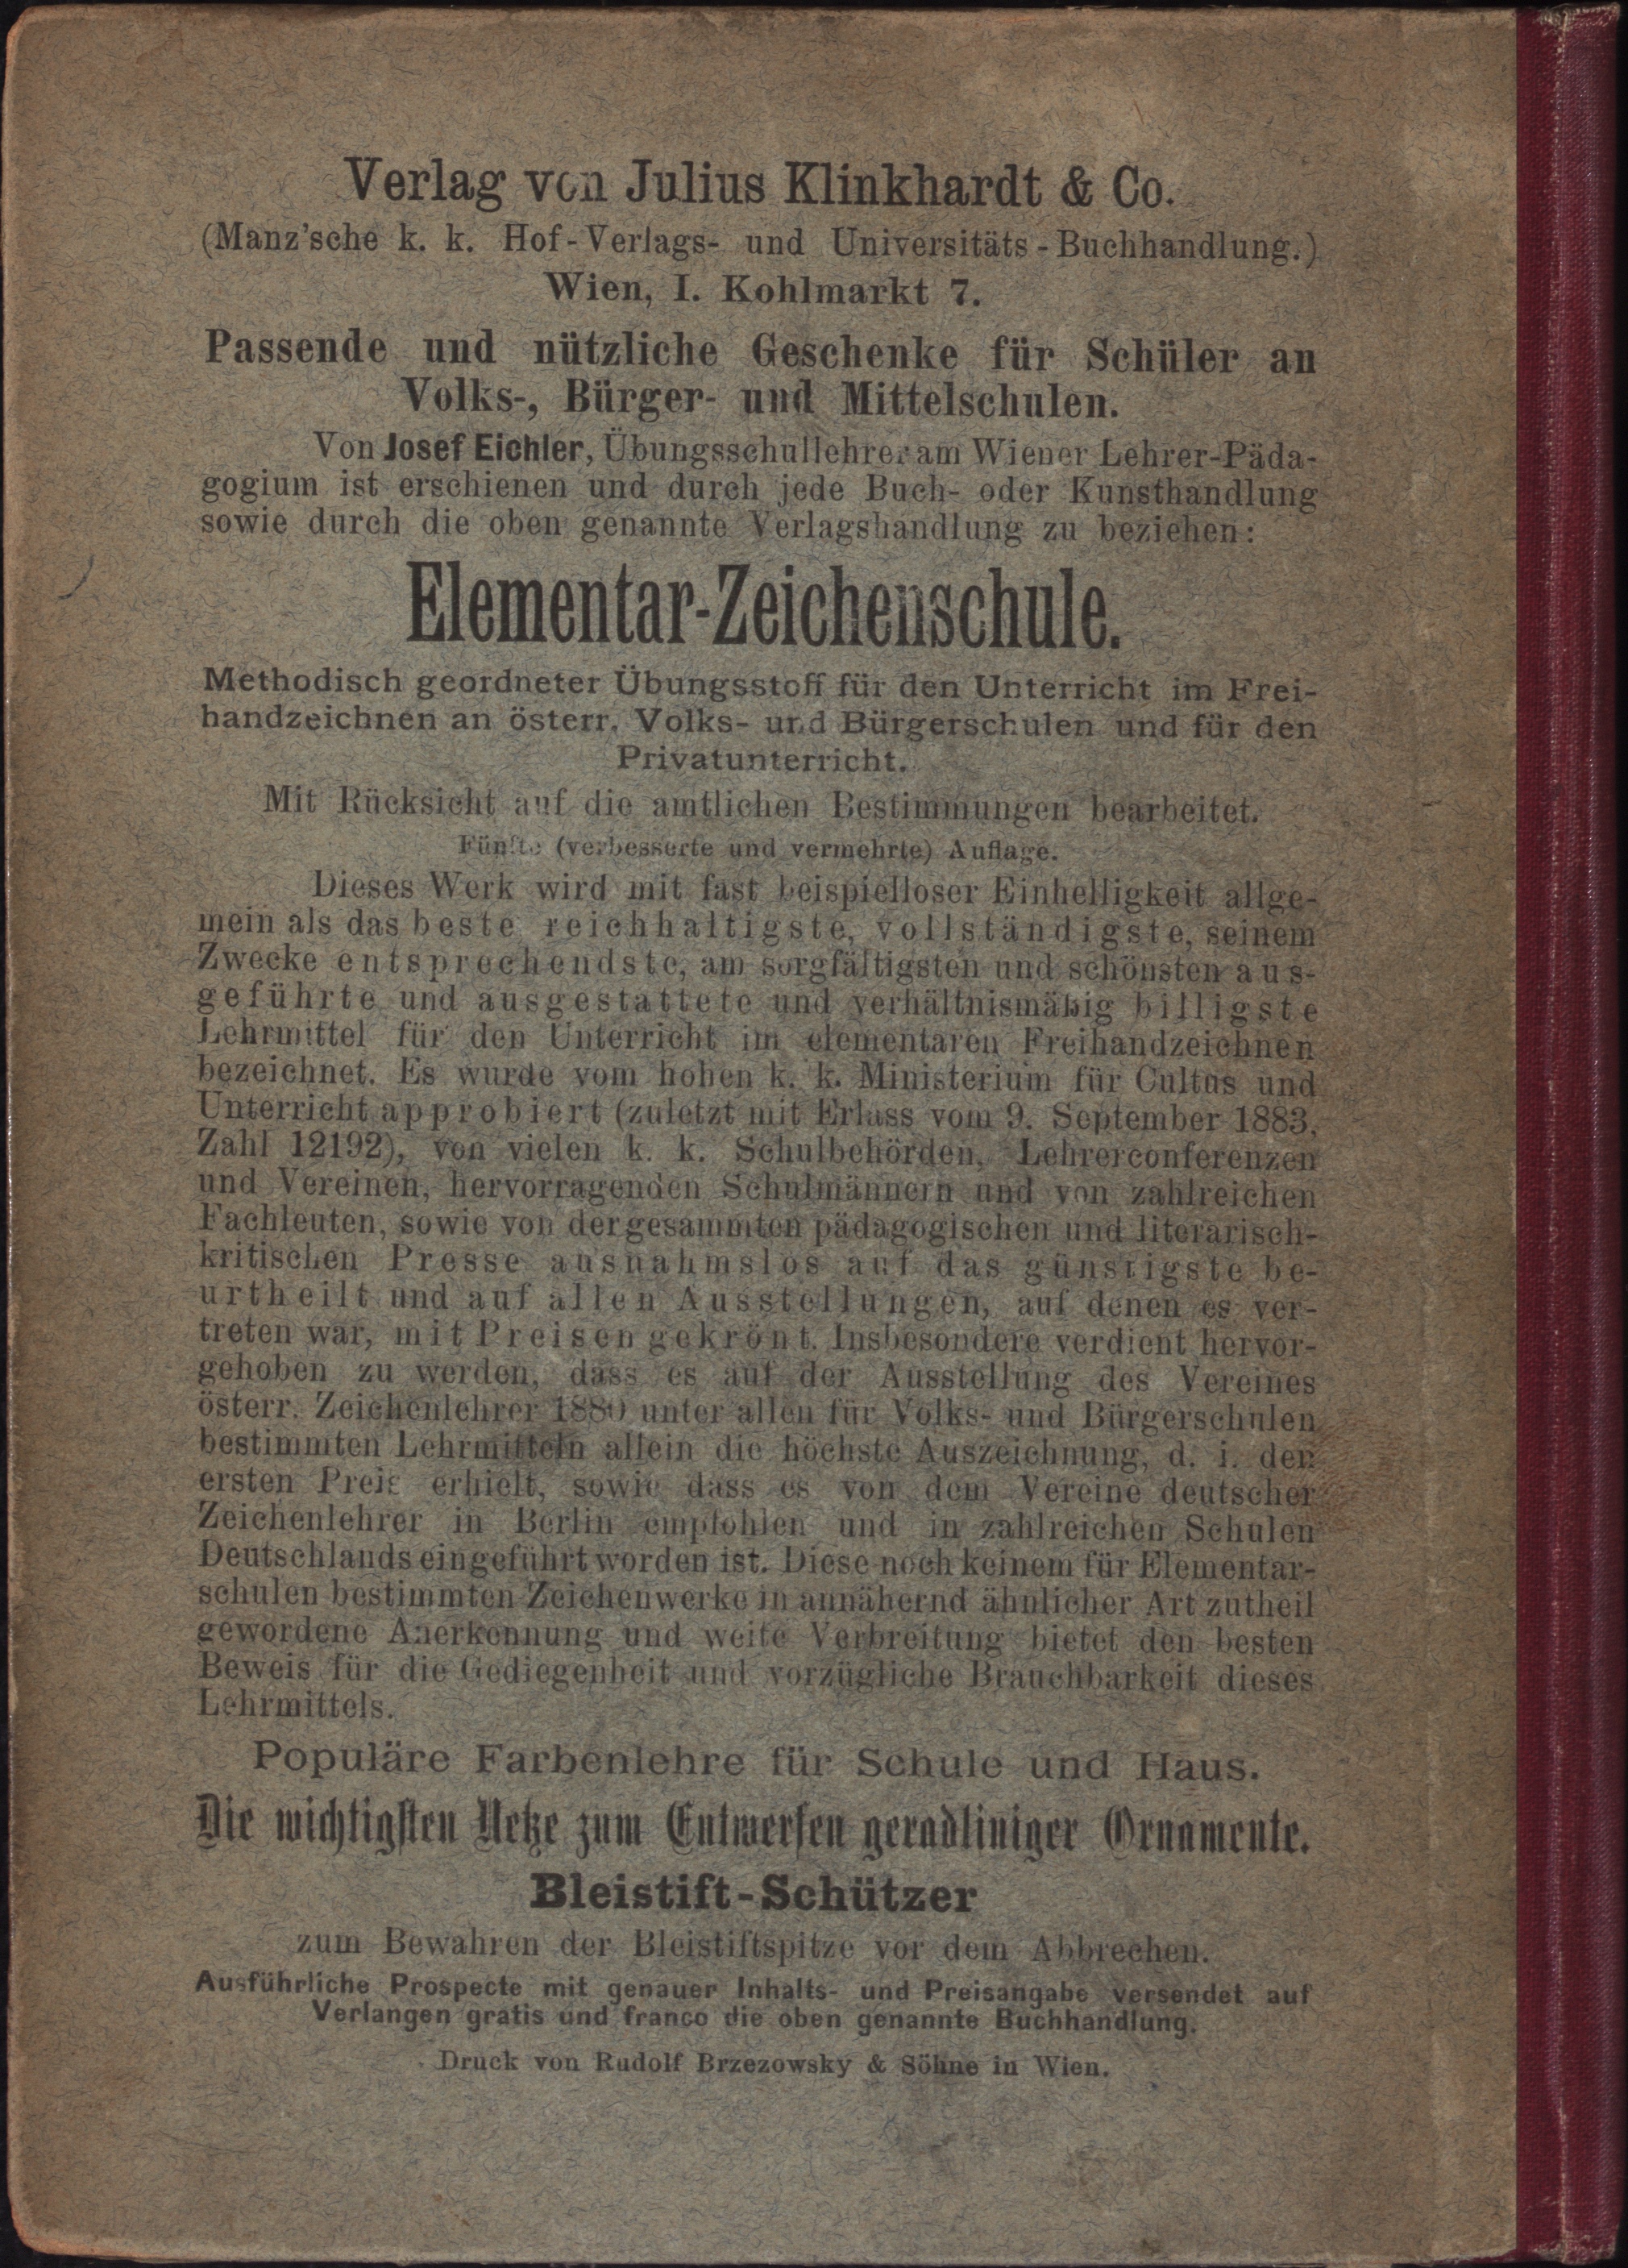 Verlag von Julius Klinkhardt & Co.
(Manz'sche k. k. Hof-Verlags- und Universitäts-Buchhandlung.)
Wien, I. Kohlmarkt 7.
Passende und nützliche Geschenke für Schüler an
Volks-, Bürger- und Mittelschulen.
Von Josef Eichler, Übungsschullehrer am Wiener Lehrer-Päda-
gogium ist erschienen und durch jede Buch- oder Kunsthandlung
sowie durch die oben genannte Verlagshandlung zu beziehen:
Elementar-Zeichenschule.
Methodisch geordneter Übungsstoff für den Unterricht im Frei-
handzeichnen an österr. Volks- und Bürgerschulen und für den
Privatunterricht.
Mit Rücksicht auf die amtlichen Bestimmungen bearbeitet.
Fünfte (verbesserte und vermehrte) Auflage.
Dieses Werk wird mit fast beispielloser Einhelligkeit allge-
mein als das beste reichhaltigste, vollständigste, seinem
Zwecke entsprechendste, am sorgfältigsten und schönsten aus-
geführte und ausgestattete und verhältnismäßig billigste
Lehrmittel für den Unterricht im elementaren Freihandzeichnen
bezeichnet. Es wurde vom hohen k. k. Ministerium für Cultus und
Unterricht approbiert (zuletzt mit Erlass vom 9. September 1883,
Zahl 12192), von vielen k. k. Schulbehörden, Lehrerconferenzen
und Vereinen, hervorragenden Schulmännern und von zahlreichen
Fachleuten, sowie von der gesammten pädagogischen und literarisch-
kritischen Presse ausnahmslos auf das günstigste be-
urtheilt und auf allen Ausstellungen, auf denen es ver-
treten war, mit Preisen gekrönt. Insbesondere verdient hervor-
gehoben zu werden, dass es auf der Ausstellung des Vereines
österr. Zeichenlehrer 1880 unter allen für Volks- und Bürgerschulen
bestimmten Lehrmitteln allein die höchste Auszeichnung, d. i. den
ersten Preis erhielt, sowie dass es von dem Vereine deutscher
Zeichenlehrer in Berlin empfohlen und in zahlreichen Schulen
Deutschlands eingeführt worden ist. Diese noch keinem für Elementar-
schulen bestimmten Zeichenwerke in annähernd ähnlicher Art zutheil
gewordene Anerkennung und weite Verbreitung bietet den besten
Beweis für die Gediegenheit und vorzügliche Brauchbarkeit dieses
Lehrmittels.
Populäre Farbenlehre für Schule und Haus.
Die wichtigsten Netze zum Entwerfen geradliniger Ornamente.
Bleistift-Schützer
zum Bewahren der Bleistiftspitze vor dem Abbrechen.
Ausführliche Prospecte mit genauer Inhalts- und Preisangabe versendet auf
Verlangen gratis und franco die oben genannte Buchhandlung.
Druck von Rudolf Brzezowsky & Söhne in Wien.